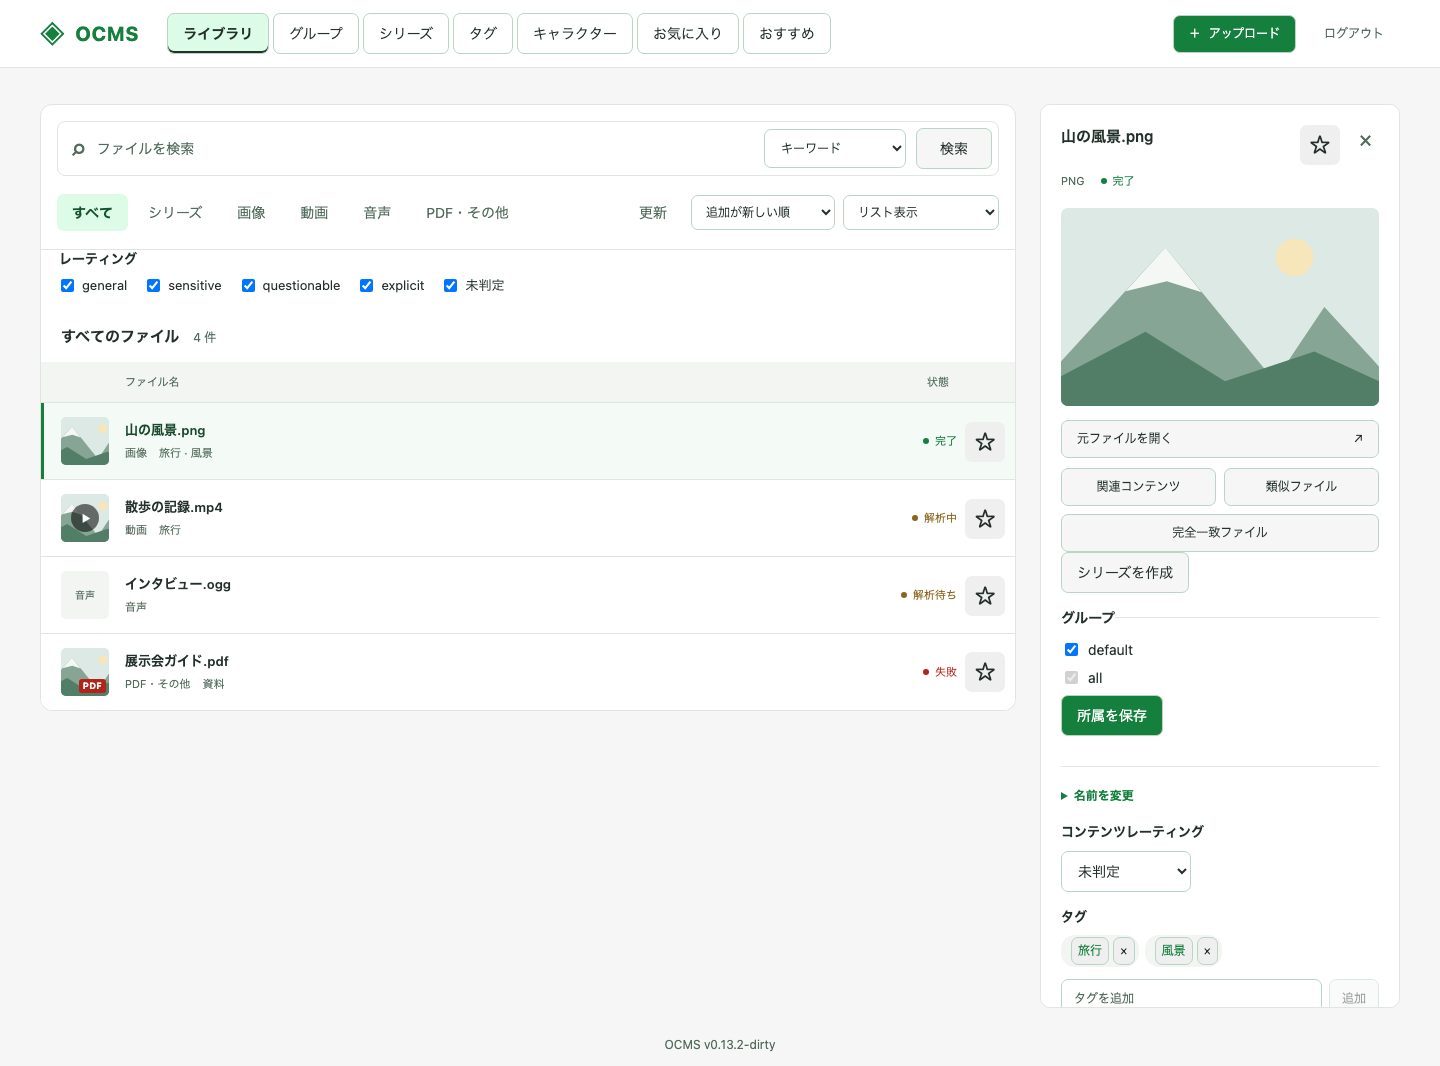 OCMS ライブラリ グループ シリーズ タグ キャラクター お気に入り おすすめ + アップロード ログアウト
ファイルを検索 キーワード 検索
すべて シリーズ 画像 動画 音声 PDF・その他 更新 追加が新しい順 リスト表示
レーティング
general sensitive questionable explicit 未判定
すべてのファイル 4 件
ファイル名 状態
山の風景.png
画像 旅行 · 風景
完了
散歩の記録.mp4
動画 旅行
解析中
音声
インタビュー.ogg
音声
解析待ち
PDF
展示会ガイド.pdf
PDF・その他 資料
失敗
山の風景.png ×
PNG 完了
元ファイルを開く ↗
関連コンテンツ 類似ファイル
完全一致ファイル
シリーズを作成
グループ
default
all
所属を保存
名前を変更
コンテンツレーティング
未判定
タグ
旅行 × 風景 ×
タグを追加 追加
OCMS v0.13.2-dirty